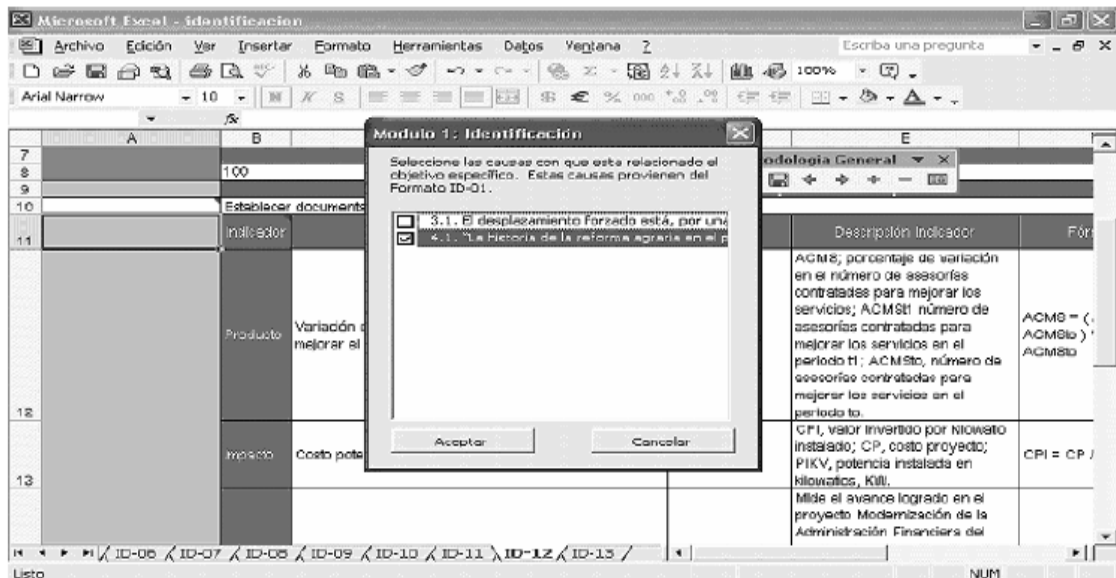 Microsoft Excel - identificacion
Archivo Edición Ver Insertar Formato Herramientas Datos Ventana ?
Escriba una pregunta
100%
Arial Narrow
10
N K S
€ % 000
fx
A B E
Modulo 1: Identificación
Seleccione las causas con que esta relacionado el
objetivo específico. Estas causas provienen del
Formato ID-01.
3.1. El desplazamiento forzado está, por una
4.1. "La Historia de la reforma agraria en el p
Aceptar
Cancelar
odologia General
7
8 100
9
10 Establecer documents
11 Indicador
Descripción Indicador
Fór
12
Producto
Variación
mejorar el
ACMS; porcentaje de variación
en el número de asesorías
contratadas para mejorar los
servicios; ACMSt1 número de
asesorías contratadas para
mejorar los servicios en el
periodo t1; ACMSto, número de
asesorías contratadas para
mejorar los servicios en el
periodo to.
ACMS = (
ACMSto )
ACMSto
13
Impacto
Costo pote
CPI, valor invertido por kilowatio
instalado; CP, costo proyecto;
PIKV, potencia instalada en
kilowatios, KW.
CPI = CP /
Mide el avance logrado en el
proyecto Modernización de la
Administración Financiera del
ID-06 ID-07 ID-08 ID-09 ID-10 ID-11 ID-12 ID-13
Listo
NUM